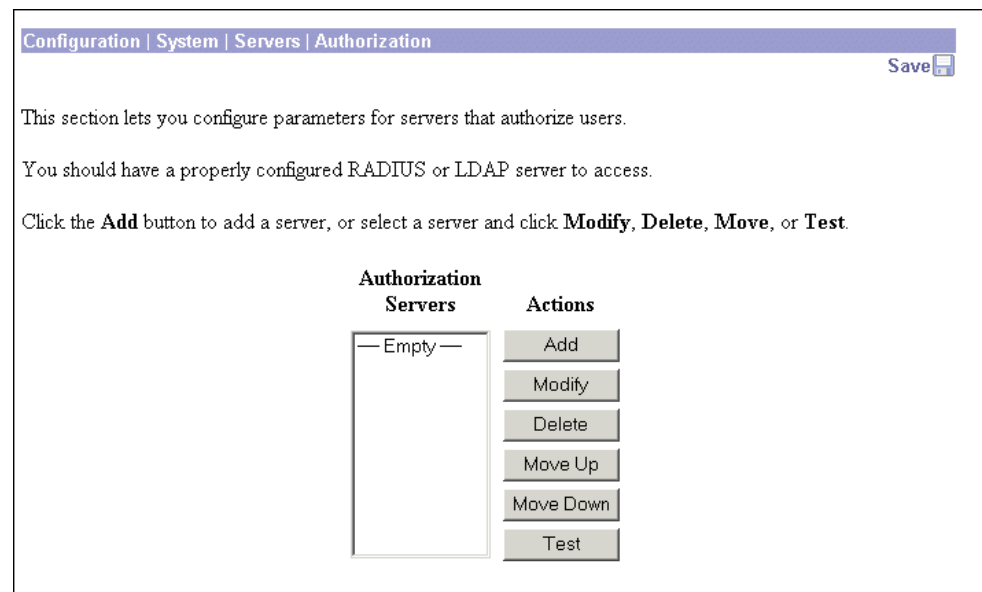 Configuration | System | Servers | Authorization
Save
This section lets you configure parameters for servers that authorize users.
You should have a properly configured RADIUS or LDAP server to access.
Click the Add button to add a server, or select a server and click Modify, Delete, Move, or Test.
Authorization
Servers
Actions
— Empty —
Add
Modify
Delete
Move Up
Move Down
Test